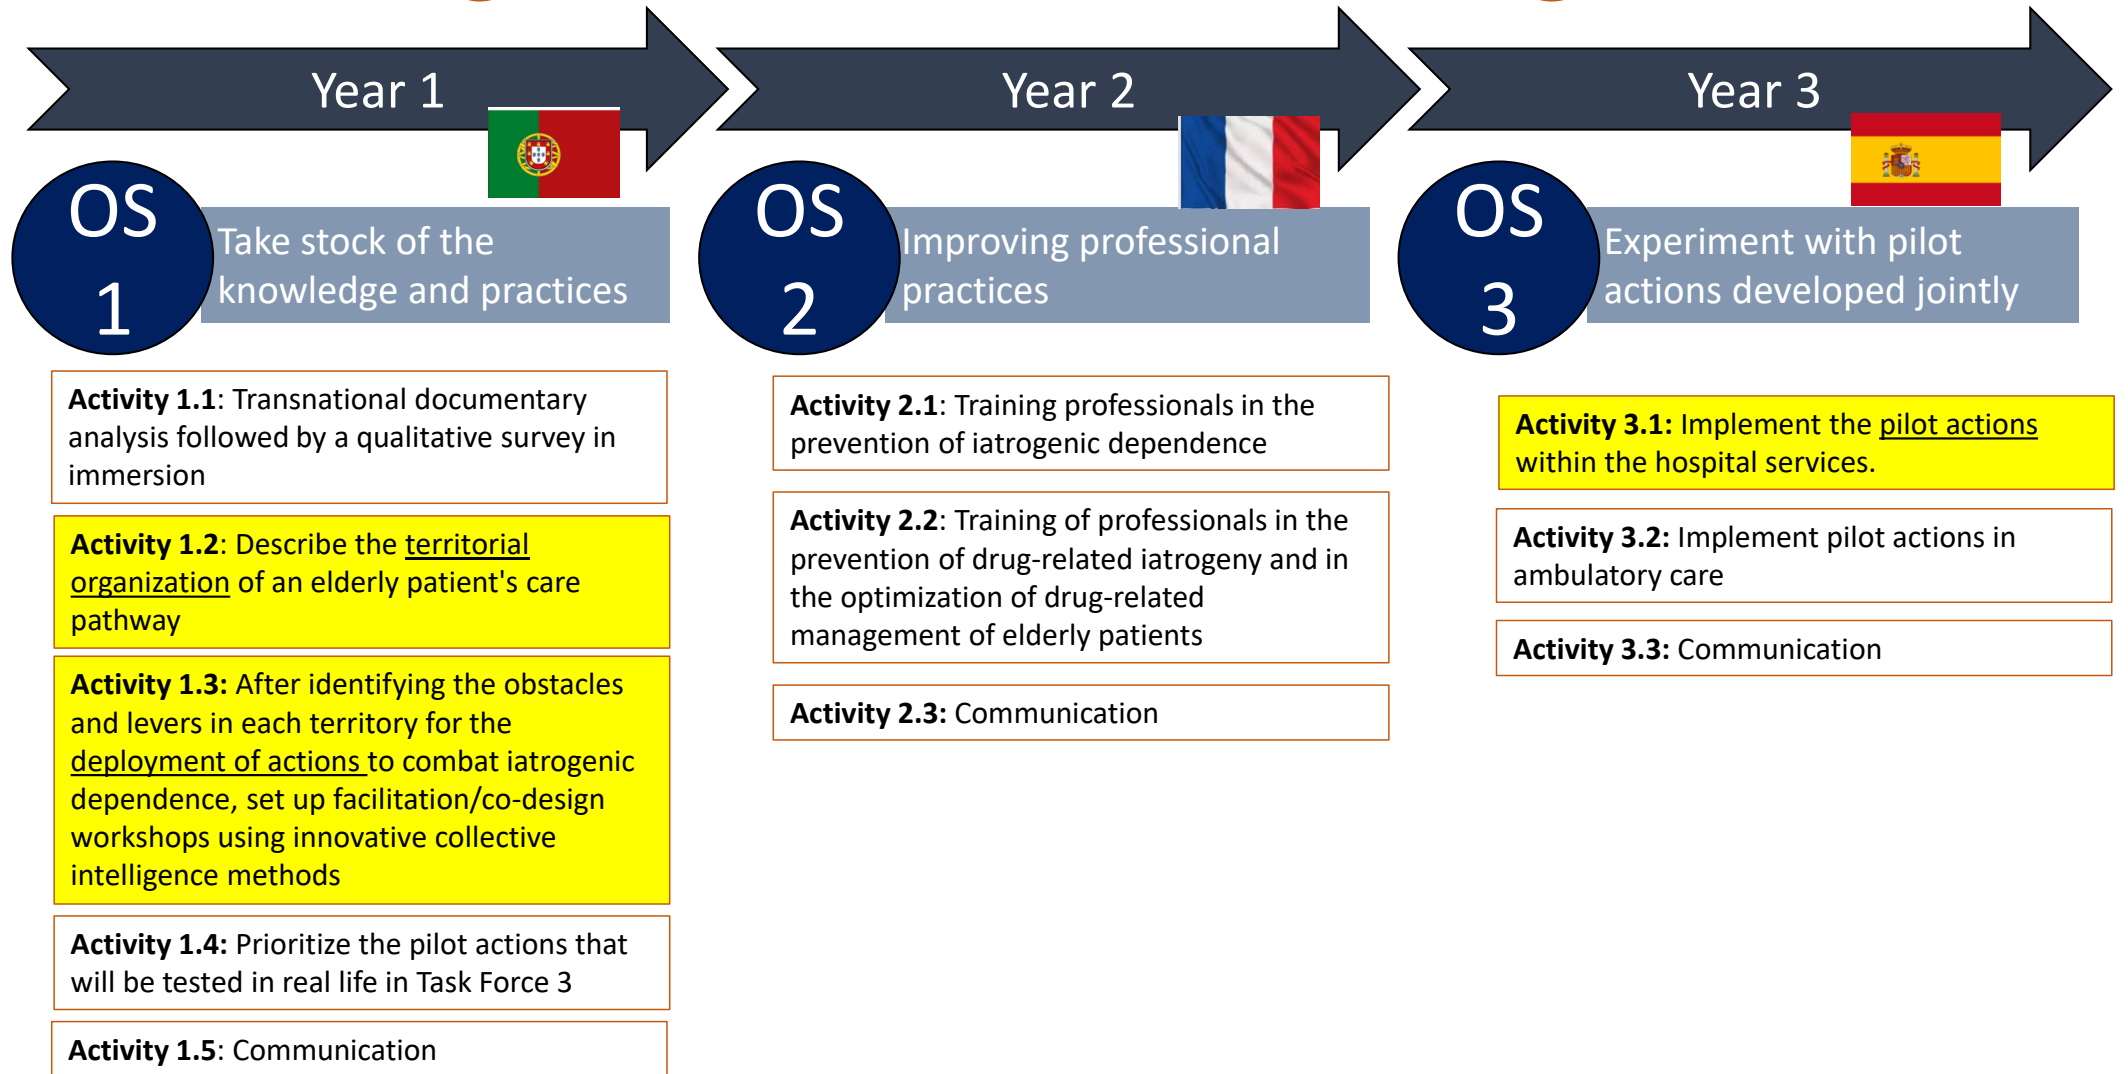 Year 1
Year 2
Year 3
OS
1
Take stock of the
knowledge and practices
OS
2
Improving professional
practices
OS
3
Experiment with pilot
actions developed jointly
Activity 1.1: Transnational documentary
analysis followed by a qualitative survey in
immersion
Activity 1.2: Describe the territorial
organization of an elderly patient's care
pathway
Activity 1.3: After identifying the obstacles
and levers in each territory for the
deployment of actions to combat iatrogenic
dependence, set up facilitation/co-design
workshops using innovative collective
intelligence methods
Activity 1.4: Prioritize the pilot actions that
will be tested in real life in Task Force 3
Activity 1.5: Communication
Activity 2.1: Training professionals in the
prevention of iatrogenic dependence
Activity 2.2: Training of professionals in the
prevention of drug-related iatrogeny and in
the optimization of drug-related
management of elderly patients
Activity 2.3: Communication
Activity 3.1: Implement the pilot actions
within the hospital services.
Activity 3.2: Implement pilot actions in
ambulatory care
Activity 3.3: Communication